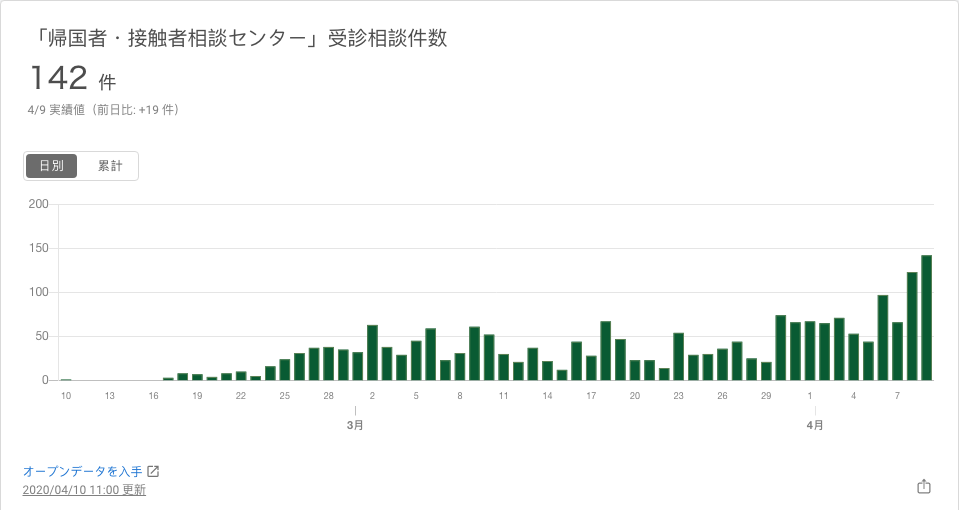 「帰国者・接触者相談センター」受診相談件数
142 件
4/9 実績値（前日比: +19 件）
日別 累計
200
150
100
50
0
10 13 16 19 22 25 28 2 5 8 11 14 17 20 23 26 29 1 4 7
3月 4月
オープンデータを入手
2020/04/10 11:00 更新